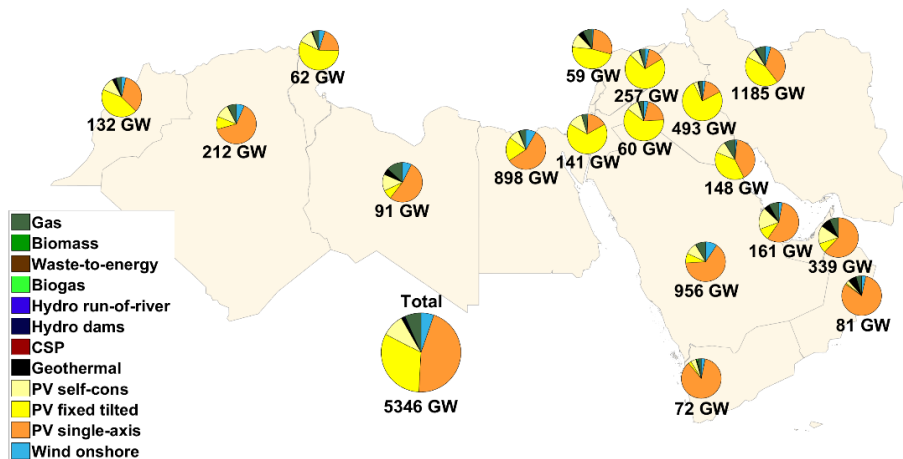 62 GW
59 GW
257 GW
1185 GW
132 GW
212 GW
493 GW
141 GW
60 GW
898 GW
148 GW
91 GW
161 GW
339 GW
956 GW
81 GW
72 GW
Total
5346 GW
Gas
Biomass
Waste-to-energy
Biogas
Hydro run-of-river
Hydro dams
CSP
Geothermal
PV self-cons
PV fixed tilted
PV single-axis
Wind onshore